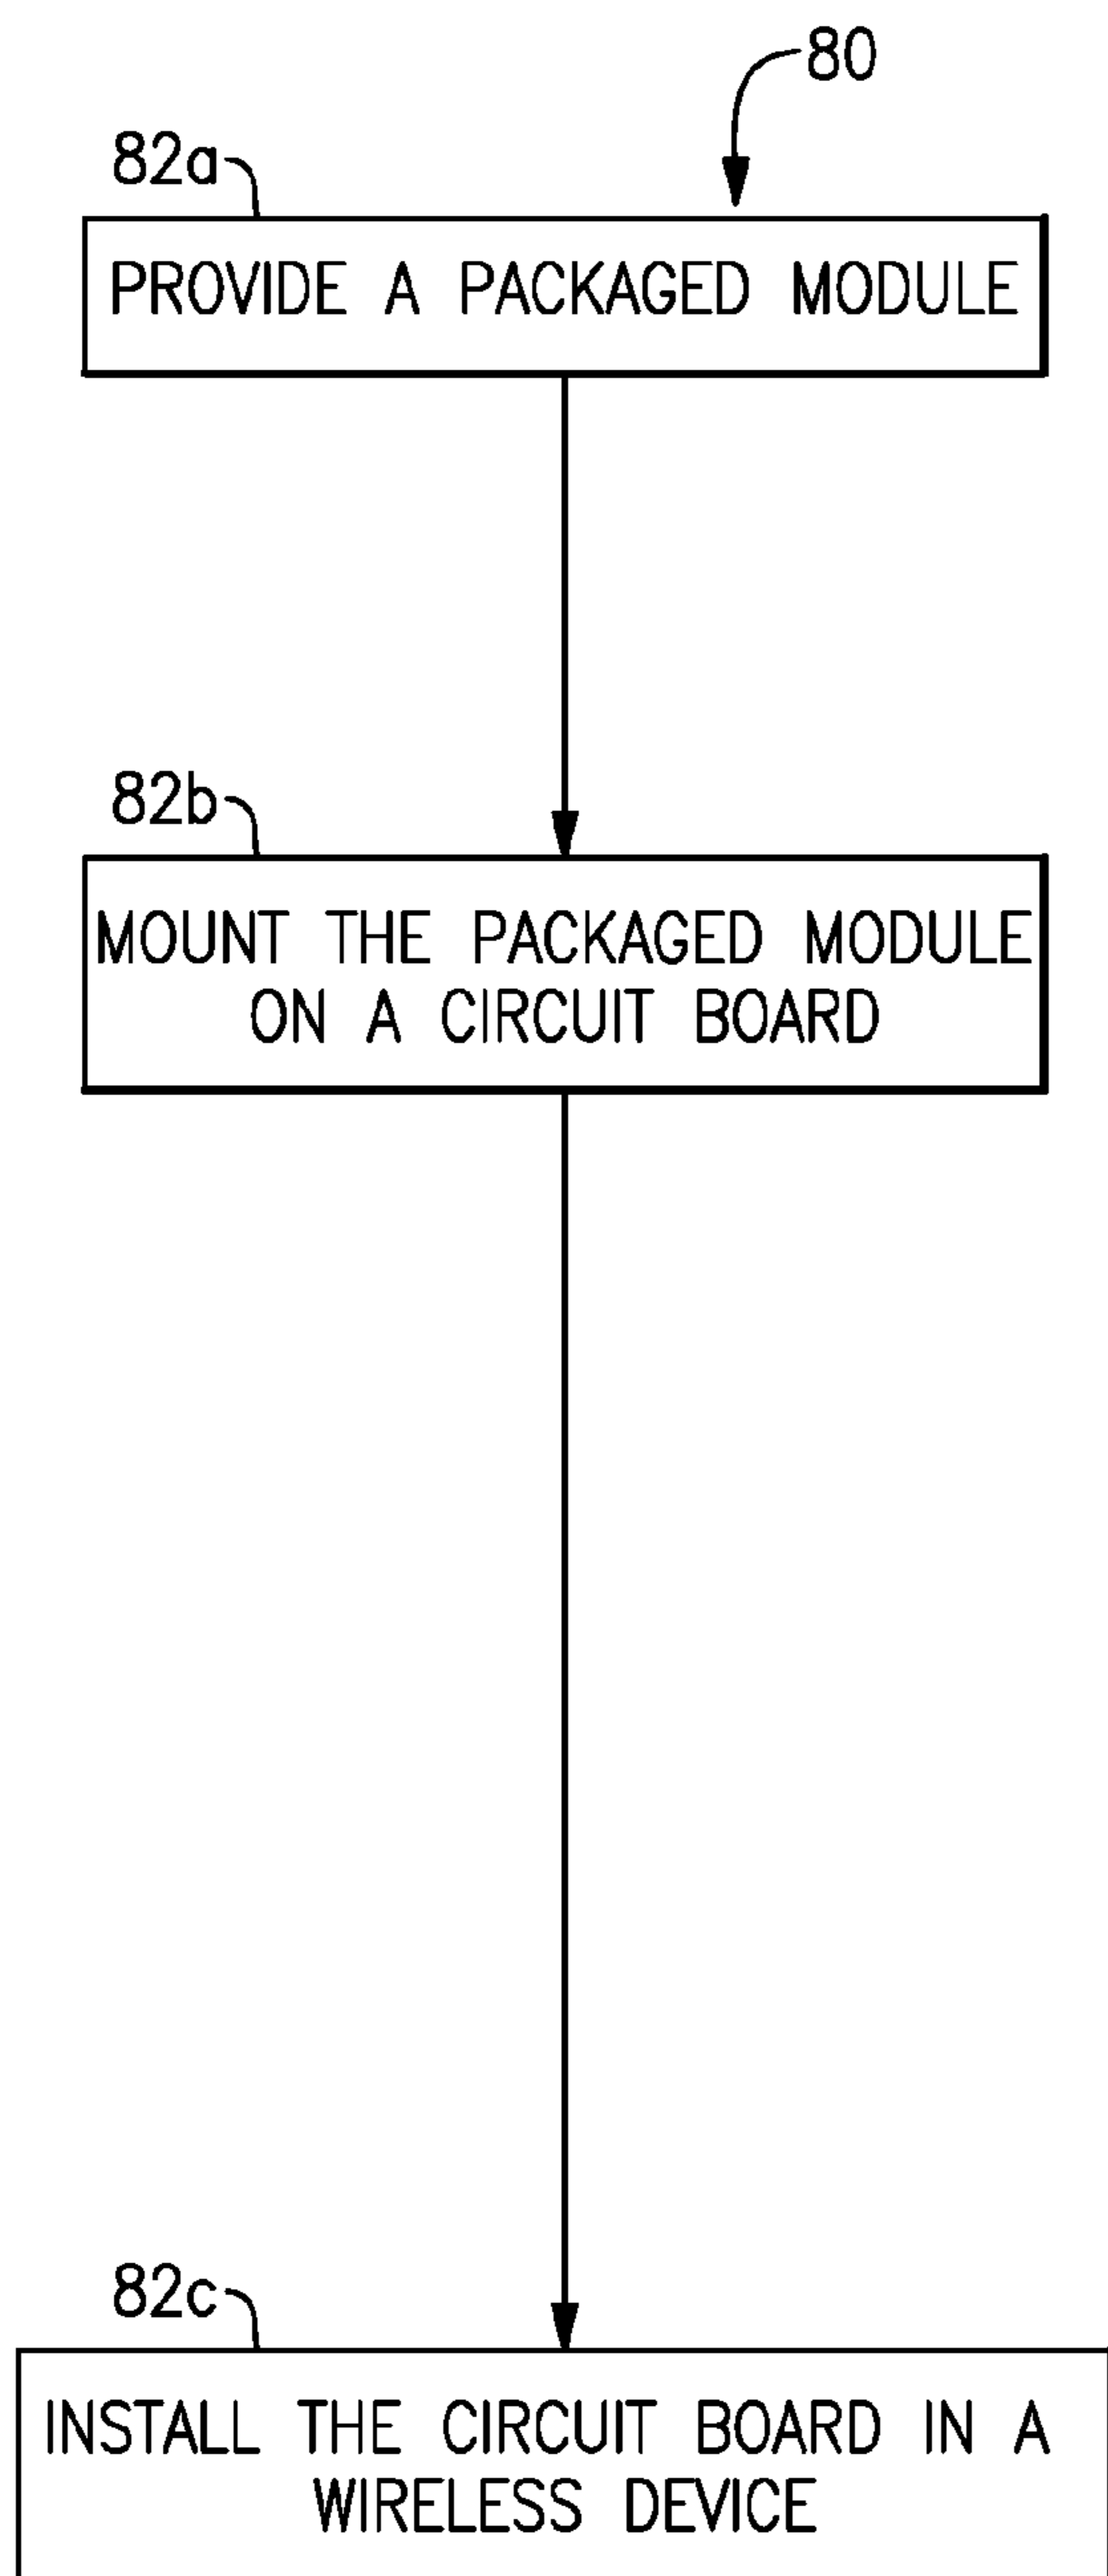 80
82a
PROVIDE A PACKAGED MODULE
82b
MOUNT THE PACKAGED MODULE
ON A CIRCUIT BOARD
82c
INSTALL THE CIRCUIT BOARD IN A
WIRELESS DEVICE